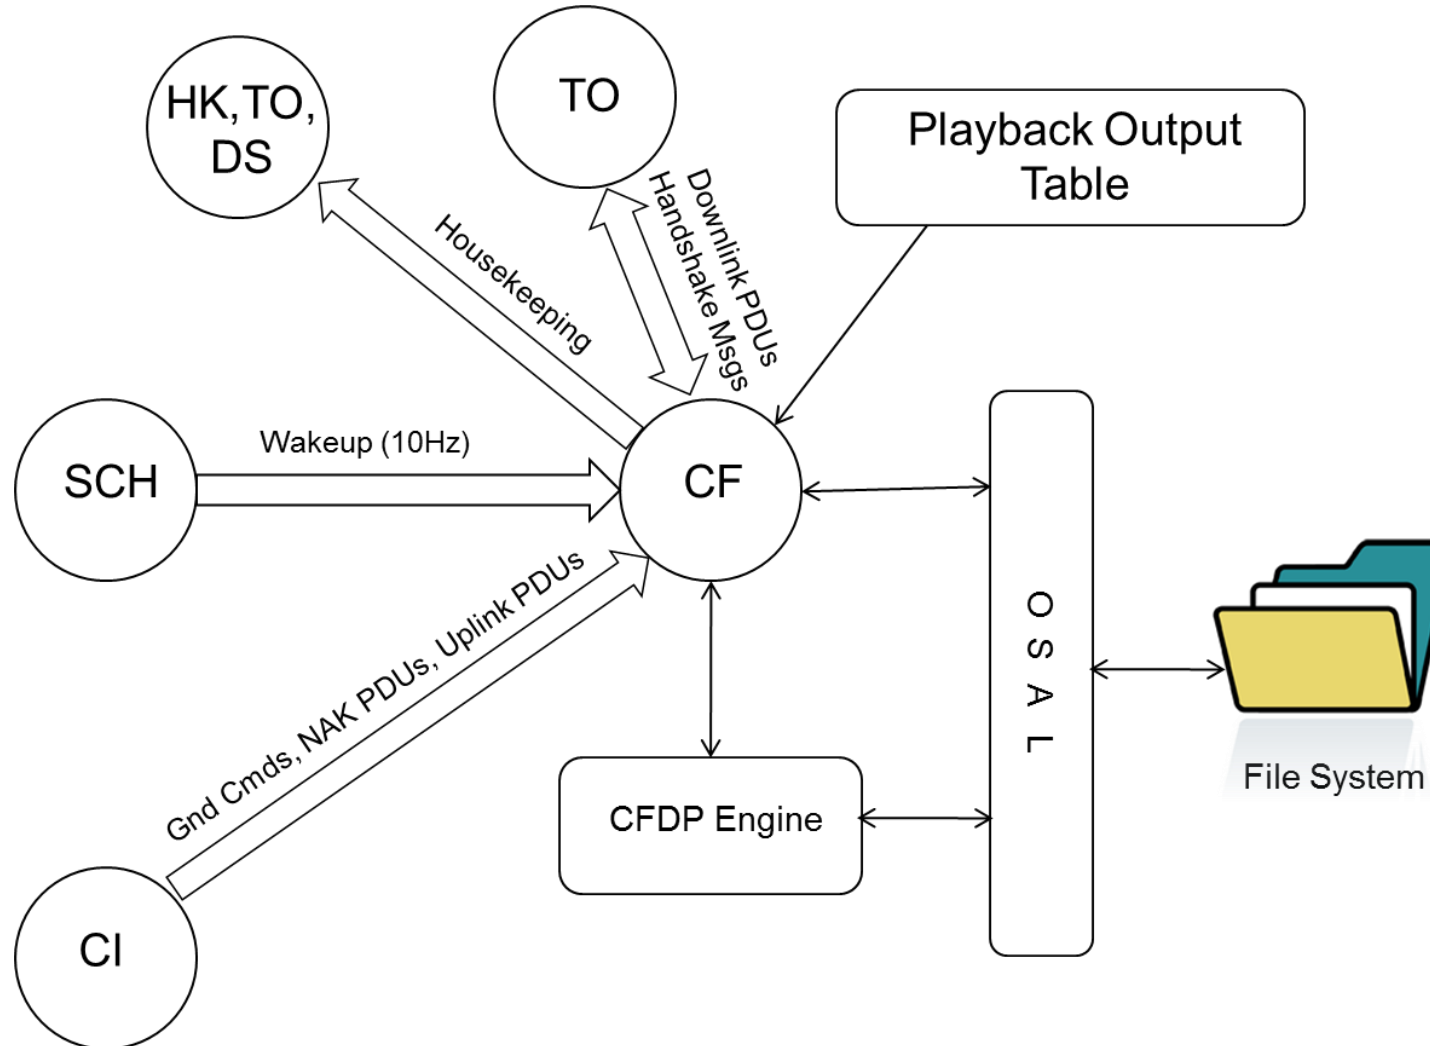 HK,TO,
DS
TO
Playback Output
Table
Housekeeping
Downlink PDUs
Handshake Msgs
Wakeup (10Hz)
SCH
CF
Gnd Cmds, NAK PDUs, Uplink PDUs
O
S
A
L
File System
CFDP Engine
CI